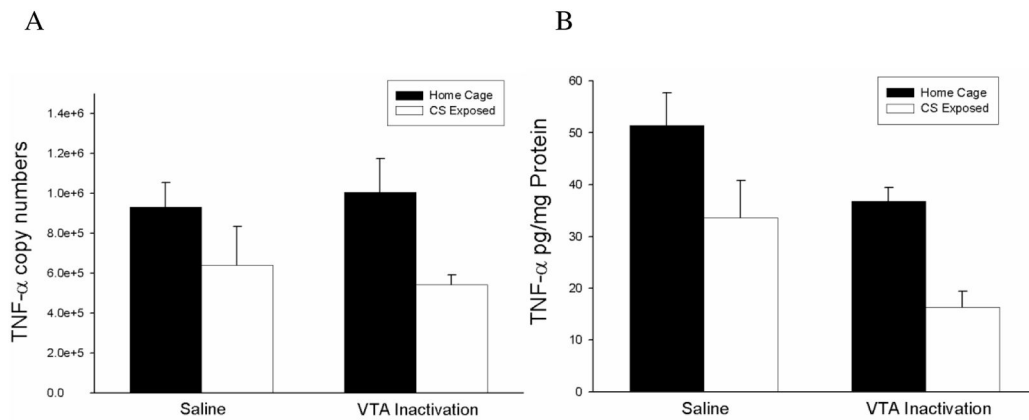 A
TNF-α copy numbers
1.4e+6
1.2e+6
1.0e+6
8.0e+5
6.0e+5
4.0e+5
2.0e+5
0.0
Home Cage
CS Exposed
Saline
VTA Inactivation
B
TNF-α pg/mg Protein
60
50
40
30
20
10
0
Home Cage
CS Exposed
Saline
VTA Inactivation